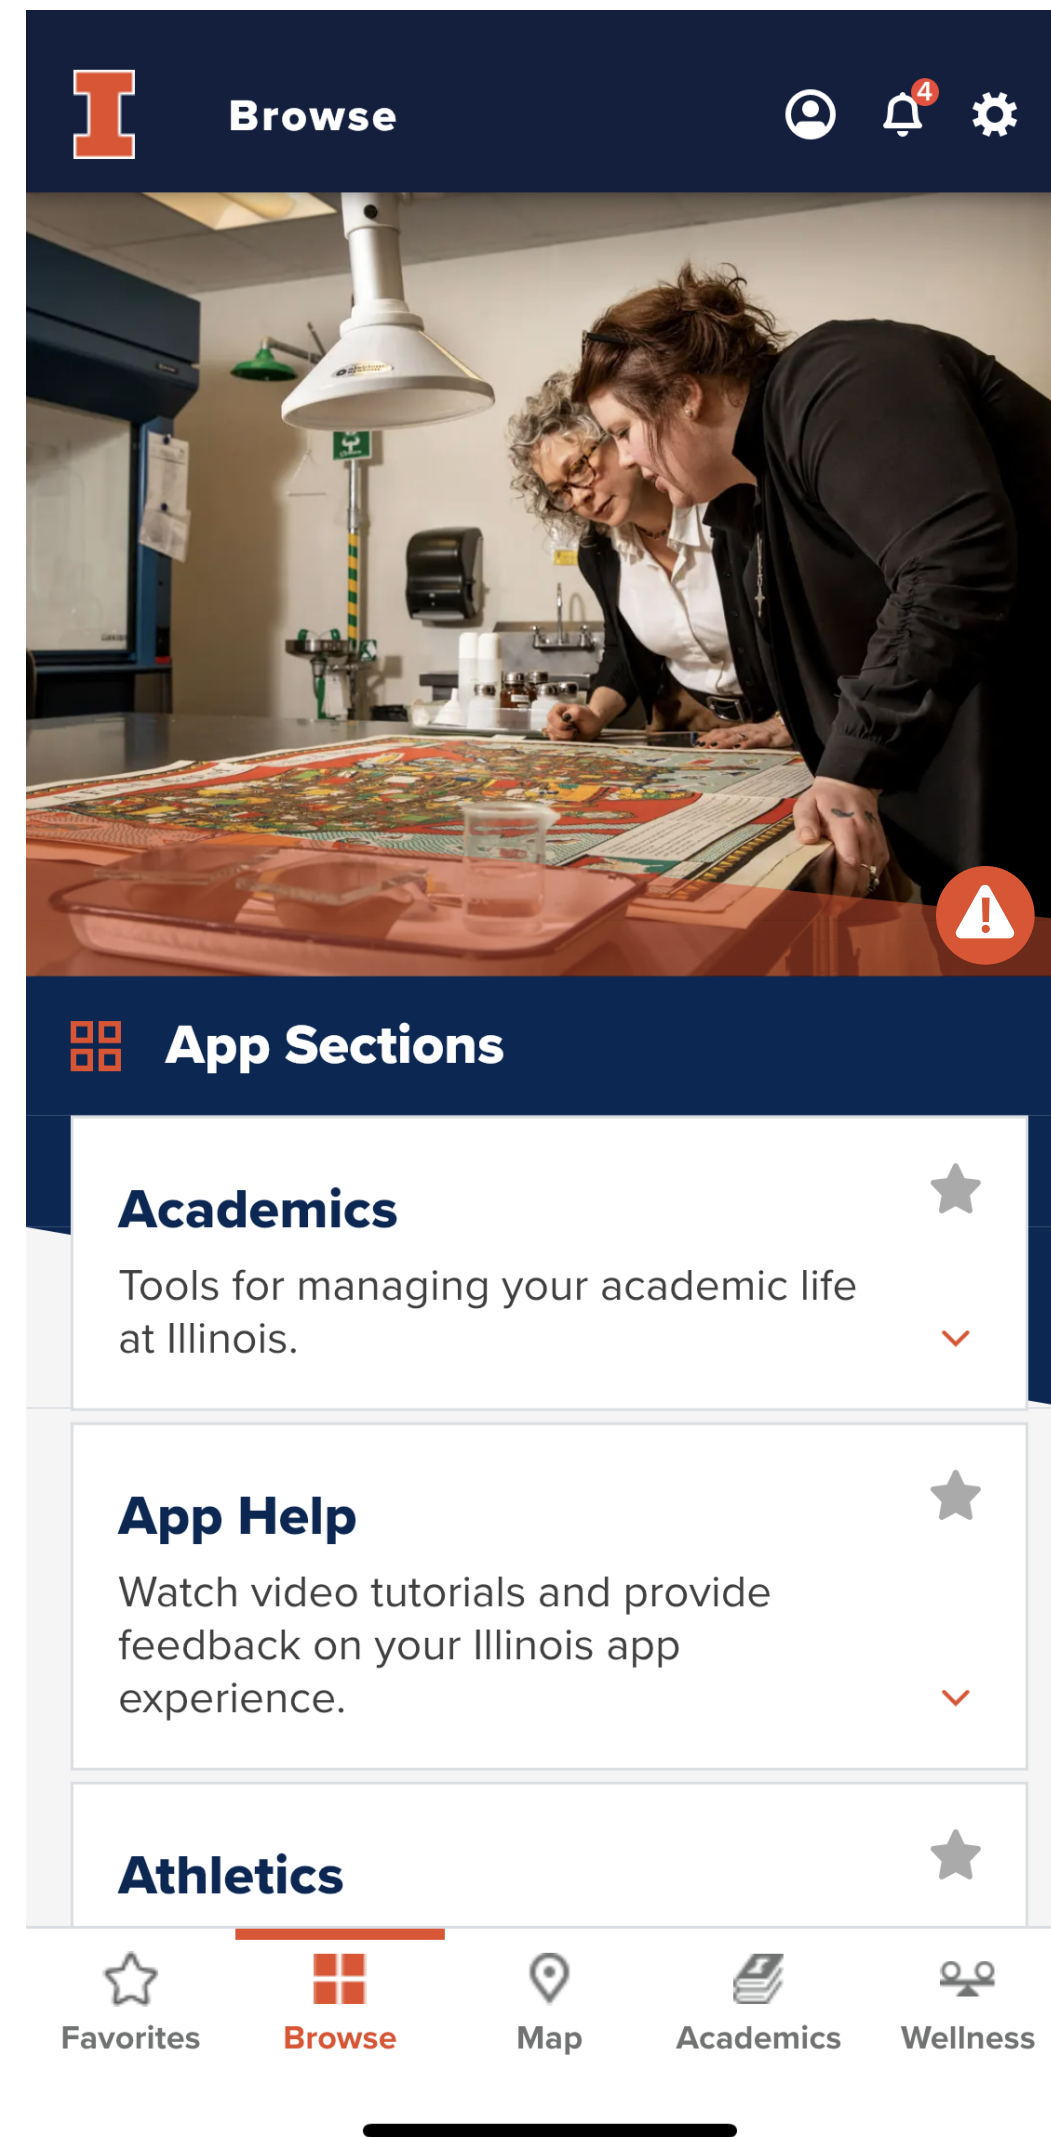 Browse
4
App Sections
Academics
Tools for managing your academic life
at Illinois.
App Help
Watch video tutorials and provide
feedback on your Illinois app
experience.
Athletics
Favorites
Browse
Map
Academics
Wellness